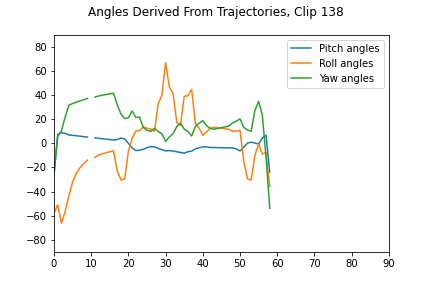 Angles Derived From Trajectories, Clip 138
Pitch angles
Roll angles
Yaw angles
80
60
40
20
0
−20
−40
−60
−80
0 10 20 30 40 50 60 70 80 90